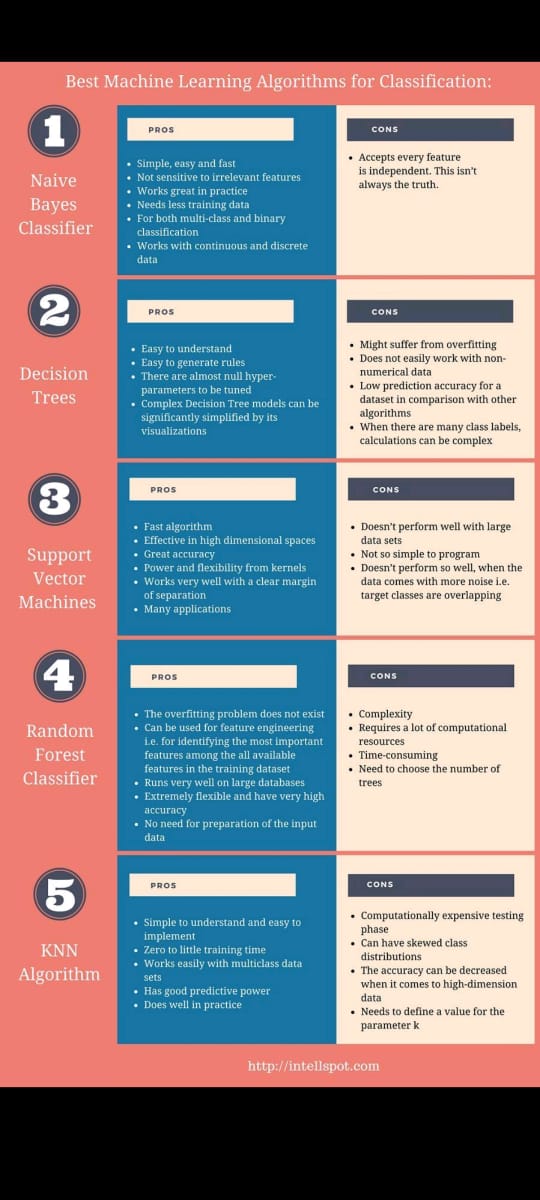 Best Machine Learning Algorithms for Classification:
1
Naive
Bayes
Classifier
PROS
• Simple, easy and fast
• Not sensitive to irrelevant features
• Works great in practice
• Needs less training data
• For both multi-class and binary
classification
• Works with continuous and discrete
data
CONS
• Accepts every feature
is independent. This isn't
always the truth.
2
Decision
Trees
PROS
• Easy to understand
• Easy to generate rules
• There are almost null hyper-
parameters to be tuned
• Complex Decision Tree models can be
significantly simplified by its
visualizations
CONS
• Might suffer from overfitting
• Does not easily work with non-
numerical data
• Low prediction accuracy for a
dataset in comparison with other
algorithms
• When there are many class labels,
calculations can be complex
3
Support
Vector
Machines
PROS
• Fast algorithm
• Effective in high dimensional spaces
• Great accuracy
• Power and flexibility from kernels
• Works very well with a clear margin
of separation
• Many applications
CONS
• Doesn't perform well with large
data sets
• Not so simple to program
• Doesn't perform so well, when the
data comes with more noise i.e.
target classes are overlapping
4
Random
Forest
Classifier
PROS
• The overfitting problem does not exist
• Can be used for feature engineering
i.e. for identifying the most important
features among the all available
features in the training dataset
• Runs very well on large databases
• Extremely flexible and have very high
accuracy
• No need for preparation of the input
data
CONS
• Complexity
• Requires a lot of computational
resources
• Time-consuming
• Need to choose the number of
trees
5
KNN
Algorithm
PROS
• Simple to understand and easy to
implement
• Zero to little training time
• Works easily with multiclass data
sets
• Has good predictive power
• Does well in practice
CONS
• Computationally expensive testing
phase
• Can have skewed class
distributions
• The accuracy can be decreased
when it comes to high-dimension
data
• Needs to define a value for the
parameter k
http://intellspot.com